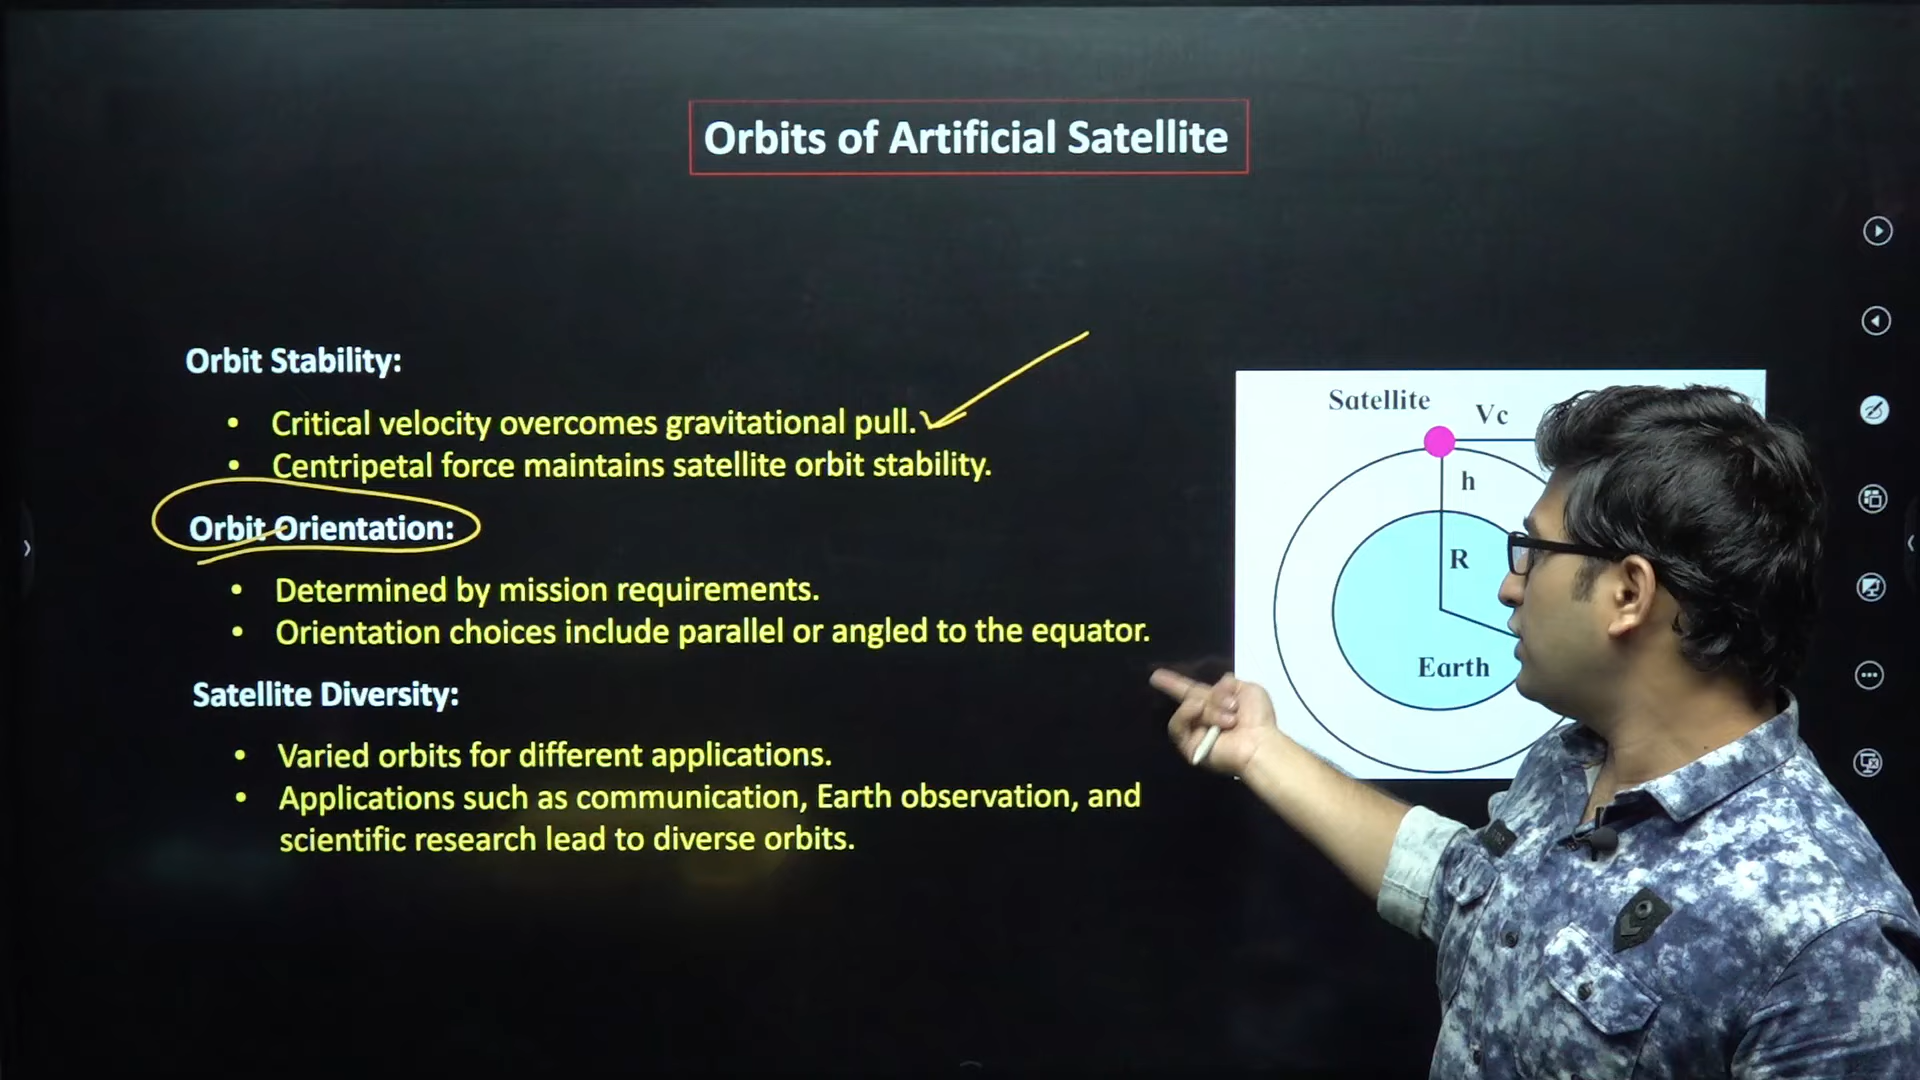 Orbits of Artificial Satellite
Orbit Stability:
• Critical velocity overcomes gravitational pull.
• Centripetal force maintains satellite orbit stability.
Orbit Orientation:
• Determined by mission requirements.
• Orientation choices include parallel or angled to the equator.
Satellite Diversity:
• Varied orbits for different applications.
• Applications such as communication, Earth observation, and
scientific research lead to diverse orbits.
Satellite
Vc
h
R
Earth